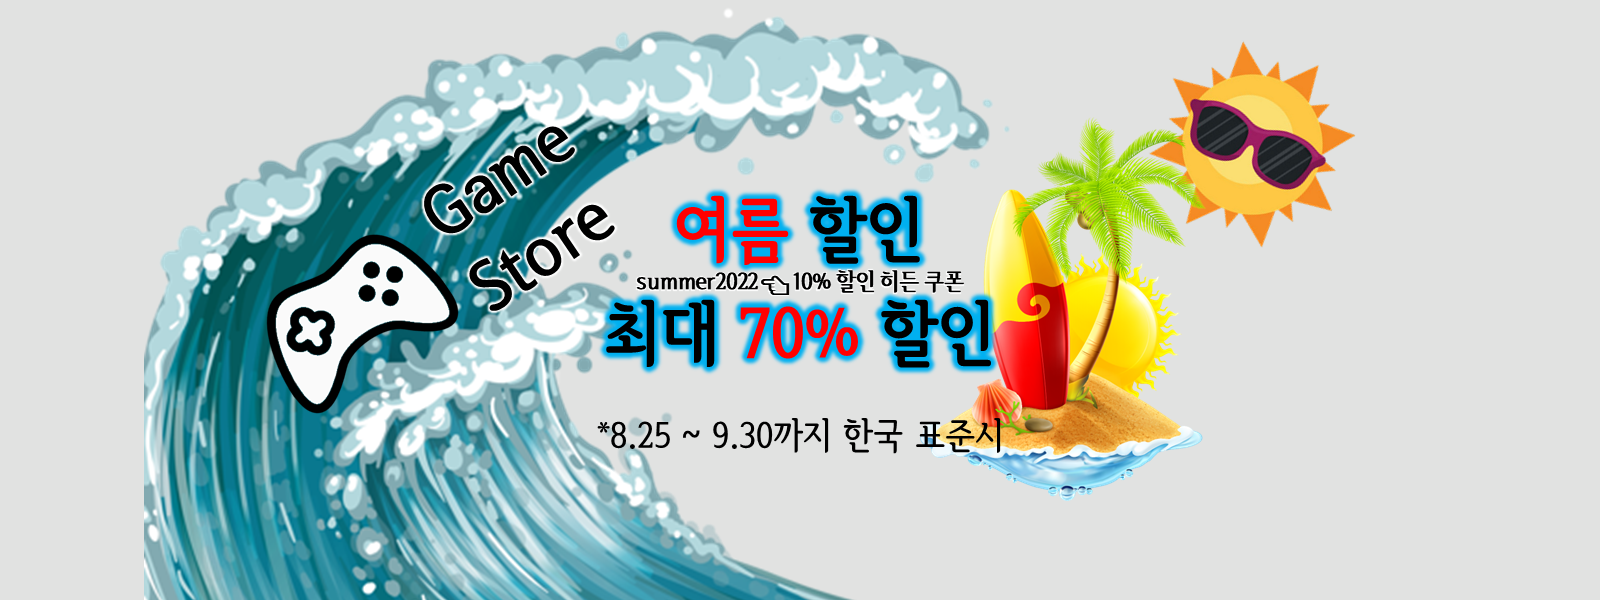 Game
Store
여름 할인
summer2022👈10% 할인 히든 쿠폰
최대 70% 할인
*8.25 ~ 9.30까지 한국 표준시